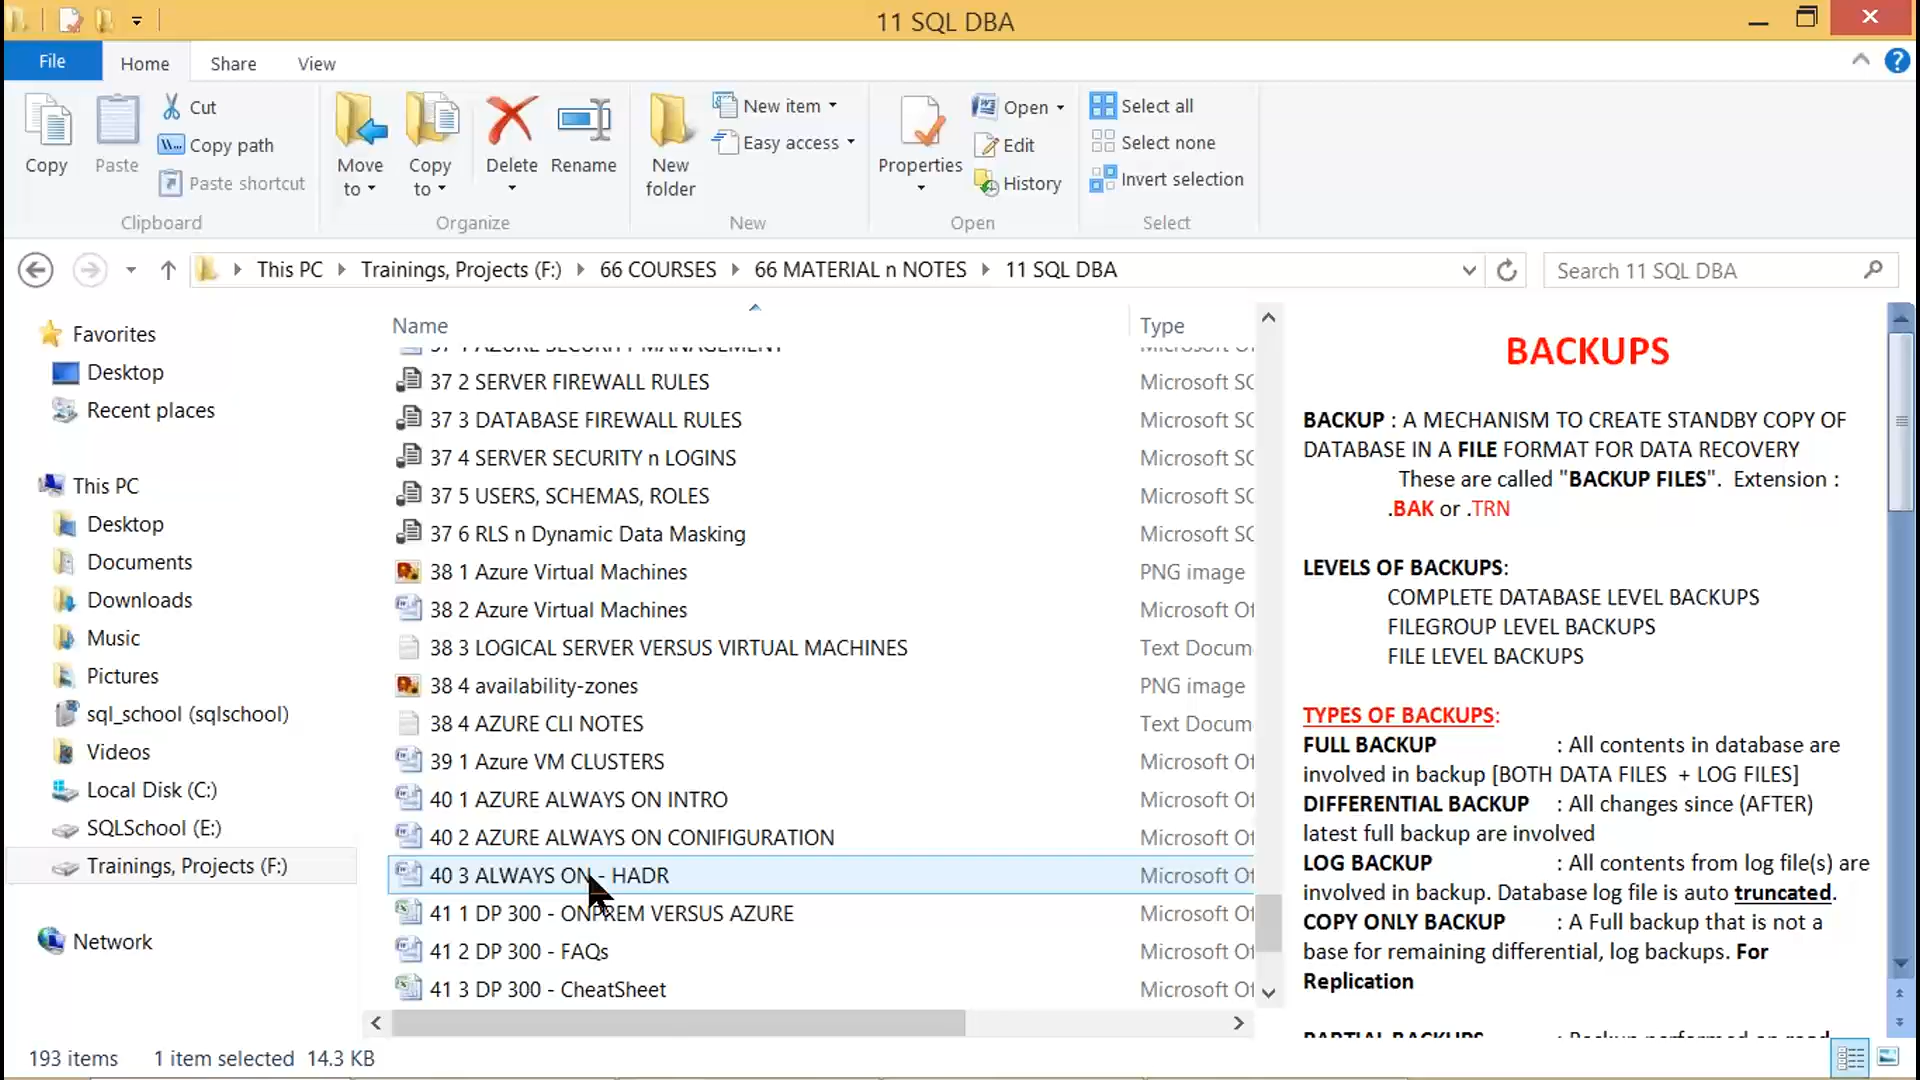 11 SQL DBA
File
Home
Share
View
Copy
Paste
Cut
Copy path
Paste shortcut
Clipboard
Move to
Copy to
Delete
Rename
Organize
New folder
New item
Easy access
New
Properties
Open
Edit
History
Open
Select all
Select none
Invert selection
Select
This PC
Trainings, Projects (F:)
66 COURSES
66 MATERIAL n NOTES
11 SQL DBA
Search 11 SQL DBA
Favorites
Desktop
Recent places
This PC
Desktop
Documents
Downloads
Music
Pictures
sql_school (sqlschool)
Videos
Local Disk (C:)
SQLSchool (E:)
Trainings, Projects (F:)
Network
Name Type
37 1 AZURE SECURITY MANAGEMENT Microsoft Of
37 2 SERVER FIREWALL RULES Microsoft SC
37 3 DATABASE FIREWALL RULES Microsoft SC
37 4 SERVER SECURITY n LOGINS Microsoft SC
37 5 USERS, SCHEMAS, ROLES Microsoft SC
37 6 RLS n Dynamic Data Masking Microsoft SC
38 1 Azure Virtual Machines PNG image
38 2 Azure Virtual Machines Microsoft Of
38 3 LOGICAL SERVER VERSUS VIRTUAL MACHINES Text Docum
38 4 availability-zones PNG image
38 4 AZURE CLI NOTES Text Docum
39 1 Azure VM CLUSTERS Microsoft Of
40 1 AZURE ALWAYS ON INTRO Microsoft Of
40 2 AZURE ALWAYS ON CONIFIGURATION Microsoft Of
40 3 ALWAYS ON - HADR Microsoft Of
41 1 DP 300 - ONPREM VERSUS AZURE Microsoft Of
41 2 DP 300 - FAQs Microsoft Of
41 3 DP 300 - CheatSheet Microsoft Of
BACKUPS
BACKUP : A MECHANISM TO CREATE STANDBY COPY OF
DATABASE IN A FILE FORMAT FOR DATA RECOVERY
These are called "BACKUP FILES". Extension :
.BAK or .TRN
LEVELS OF BACKUPS:
COMPLETE DATABASE LEVEL BACKUPS
FILEGROUP LEVEL BACKUPS
FILE LEVEL BACKUPS
TYPES OF BACKUPS:
FULL BACKUP : All contents in database are
involved in backup [BOTH DATA FILES + LOG FILES]
DIFFERENTIAL BACKUP : All changes since (AFTER)
latest full backup are involved
LOG BACKUP : All contents from log file(s) are
involved in backup. Database log file is auto truncated.
COPY ONLY BACKUP : A Full backup that is not a
base for remaining differential, log backups. For
Replication
PARTIAL BACKUPS : Backup performed on read
193 items 1 item selected 14.3 KB